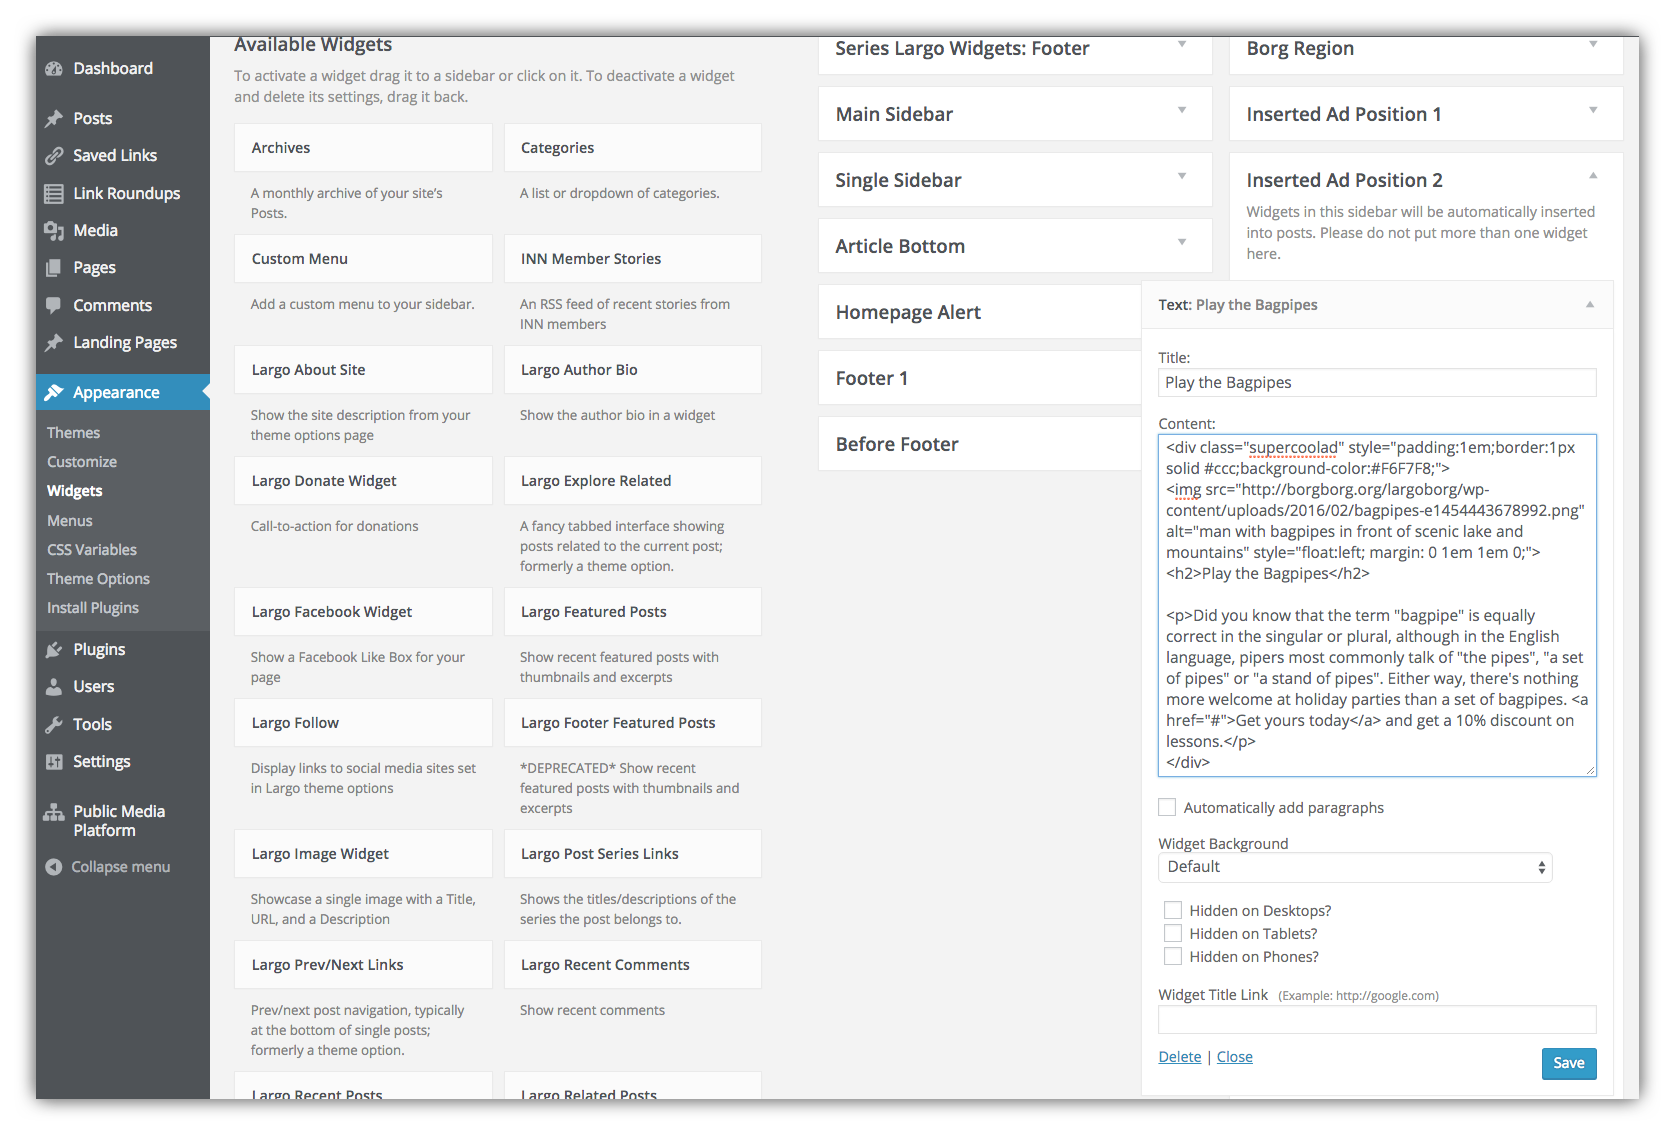 Dashboard
Posts
Saved Links
Link Roundups
Media
Pages
Comments
Landing Pages
Appearance
Themes
Customize
Widgets
Menus
CSS Variables
Theme Options
Install Plugins
Plugins
Users
Tools
Settings
Public Media
Platform
Collapse menu
Available Widgets
To activate a widget drag it to a sidebar or click on it. To deactivate a widget
and delete its settings, drag it back.
Archives
A monthly archive of your site's
Posts.
Categories
A list or dropdown of categories.
Custom Menu
Add a custom menu to your sidebar.
INN Member Stories
An RSS feed of recent stories from
INN members
Largo About Site
Show the site description from your
theme options page
Largo Author Bio
Show the author bio in a widget
Largo Donate Widget
Call-to-action for donations
Largo Explore Related
A fancy tabbed interface showing
posts related to the current post;
formerly a theme option.
Largo Facebook Widget
Show a Facebook Like Box for your
page
Largo Featured Posts
Show recent featured posts with
thumbnails and excerpts
Largo Follow
Display links to social media sites set
in Largo theme options
Largo Footer Featured Posts
*DEPRECATED* Show recent
featured posts with thumbnails and
excerpts
Largo Image Widget
Showcase a single image with a Title,
URL, and a Description
Largo Post Series Links
Shows the titles/descriptions of the
series the post belongs to.
Largo Prev/Next Links
Prev/next post navigation, typically
at the bottom of single posts;
formerly a theme option.
Largo Recent Comments
Show recent comments
Largo Recent Posts
Largo Related Posts
Series Largo Widgets: Footer
Main Sidebar
Single Sidebar
Article Bottom
Homepage Alert
Footer 1
Before Footer
Borg Region
Inserted Ad Position 1
Inserted Ad Position 2
Widgets in this sidebar will be automatically inserted
into posts. Please do not put more than one widget
here.
Text: Play the Bagpipes
Title:
Play the Bagpipes
Content:
<div class="supercoolad" style="padding:1em;border:1px
solid #ccc;background-color:#F6F7F8;">
<img src="http://borgborg.org/largoborg/wp-
content/uploads/2016/02/bagpipes-e1454443678992.png"
alt="man with bagpipes in front of scenic lake and
mountains" style="float:left; margin: 0 1em 1em 0;">
<h2>Play the Bagpipes</h2>
<p>Did you know that the term "bagpipe" is equally
correct in the singular or plural, although in the English
language, pipers most commonly talk of "the pipes", "a set
of pipes" or "a stand of pipes". Either way, there's nothing
more welcome at holiday parties than a set of bagpipes. <a
href="#">Get yours today</a> and get a 10% discount on
lessons.</p>
</div>
Automatically add paragraphs
Widget Background
Default
Hidden on Desktops?
Hidden on Tablets?
Hidden on Phones?
Widget Title Link (Example: http://google.com)
Delete | Close
Save